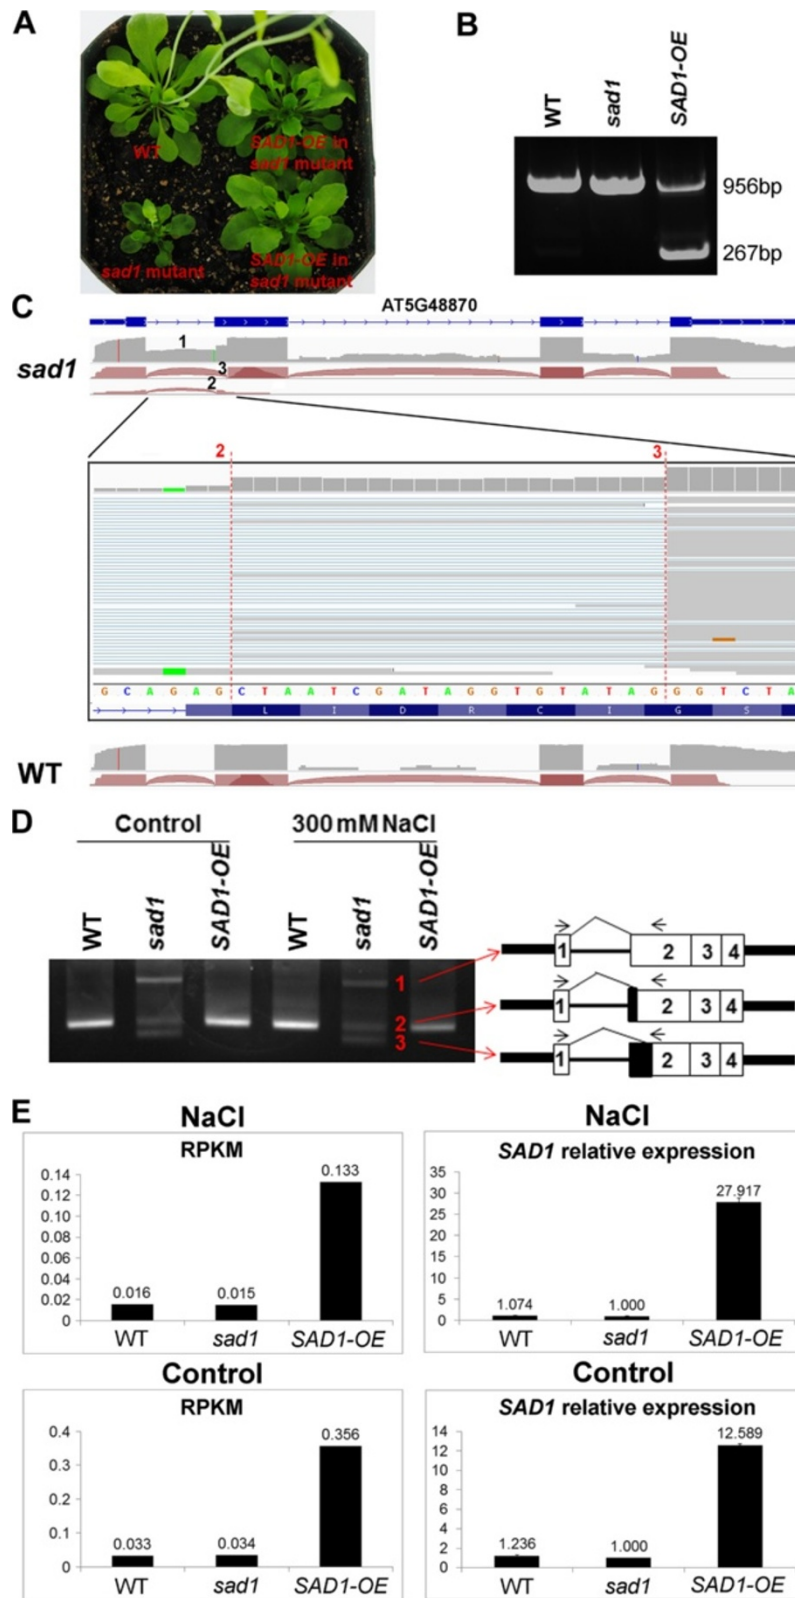 A
WT
SAD1-OE in
sad1 mutant
sad1 mutant
SAD1-OE in
sad1 mutant
B
WT
sad1
SAD1-OE
956bp
267bp
C
AT5G48870
sad1
1
3
2
2
3
G C A G A G C T A A T C G A T A G G T G T A T A G G G T C T A
L I D R C I G S
WT
D
Control
300 mM NaCl
WT
sad1
SAD1-OE
WT
sad1
SAD1-OE
1
2
3
1 2 3 4
1 2 3 4
1 2 3 4
E
NaCl
RPKM
0.14
0.12
0.1
0.08
0.06
0.04
0.02
0
0.016
0.015
0.133
WT
sad1
SAD1-OE
NaCl
SAD1 relative expression
35
30
25
20
15
10
5
0
1.074
1.000
27.917
WT
sad1
SAD1-OE
Control
RPKM
0.4
0.3
0.2
0.1
0
0.033
0.034
0.356
WT
sad1
SAD1-OE
Control
SAD1 relative expression
14
12
10
8
6
4
2
0
1.236
1.000
12.589
WT
sad1
SAD1-OE